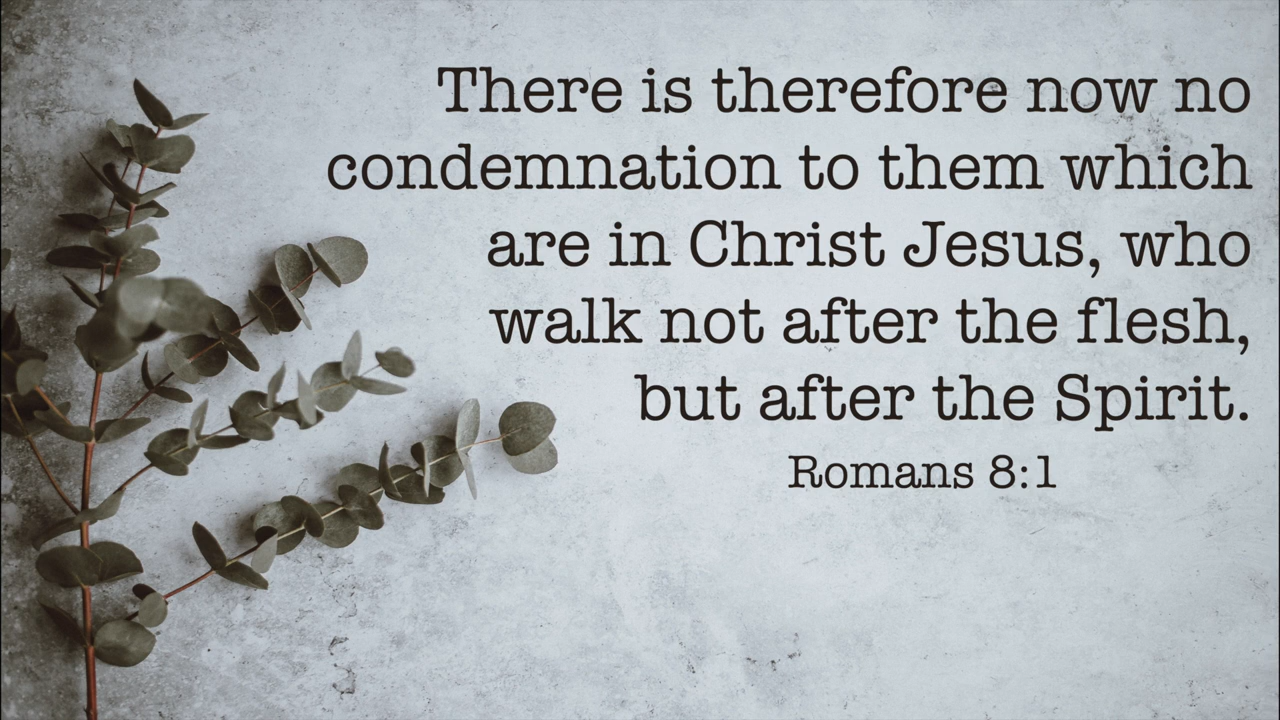 There is therefore now no
condemnation to them which
are in Christ Jesus, who
walk not after the flesh,
but after the Spirit.
Romans 8:1